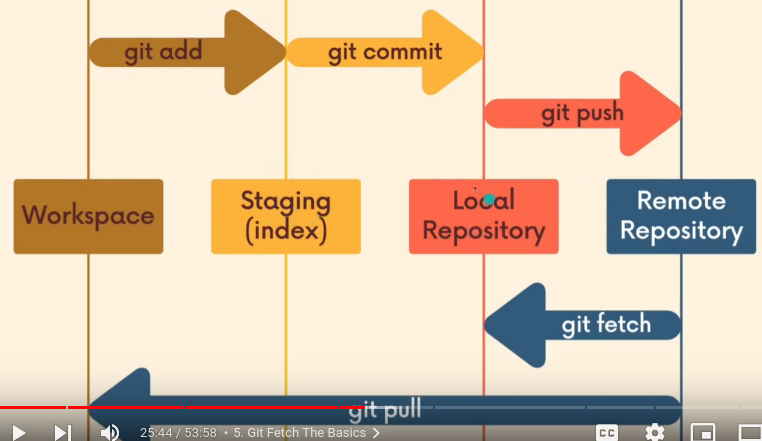 git add
git commit
git push
Workspace
Staging
(index)
Local
Repository
Remote
Repository
git fetch
git pull
25:44 / 53:58 • 5. Git Fetch The Basics >
CC